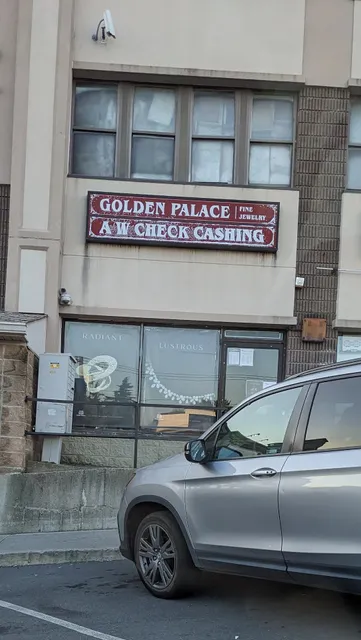 GOLDEN PALACE FINE JEWELRY
A W CHECK CASHING
RADIANT LUSTROUS